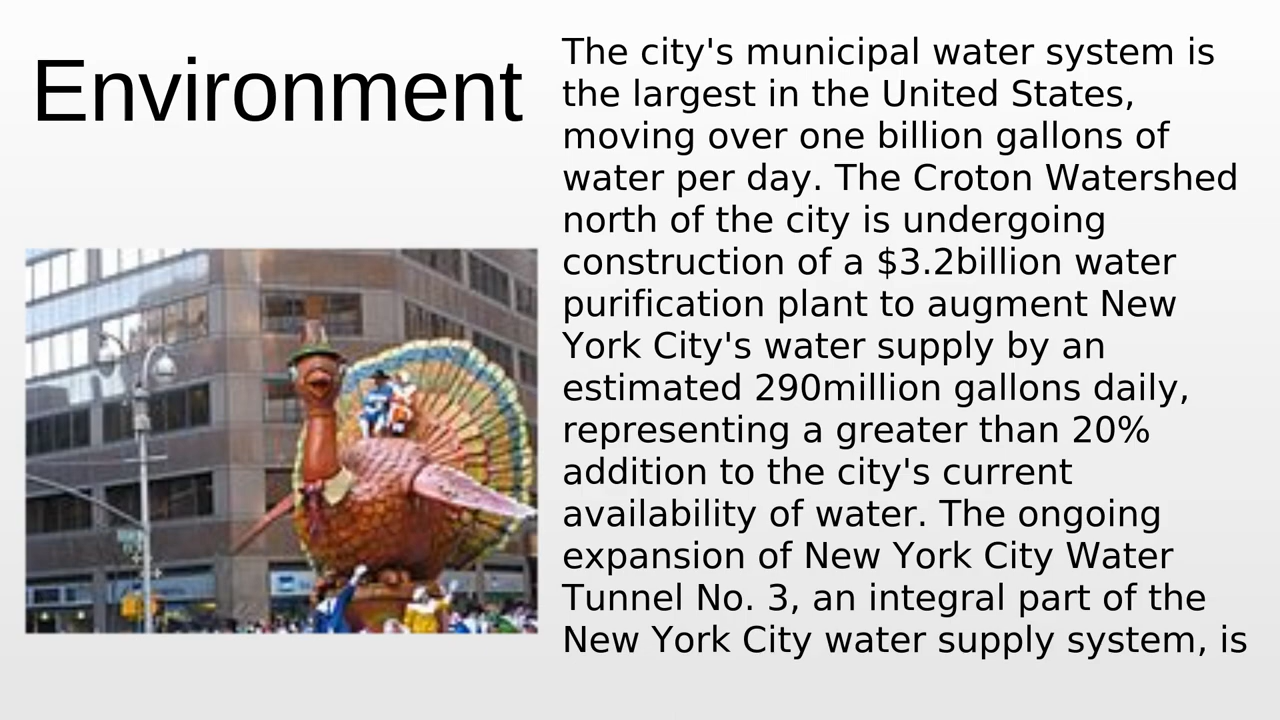 Environment
The city's municipal water system is
the largest in the United States,
moving over one billion gallons of
water per day. The Croton Watershed
north of the city is undergoing
construction of a $3.2billion water
purification plant to augment New
York City's water supply by an
estimated 290million gallons daily,
representing a greater than 20%
addition to the city's current
availability of water. The ongoing
expansion of New York City Water
Tunnel No. 3, an integral part of the
New York City water supply system, is